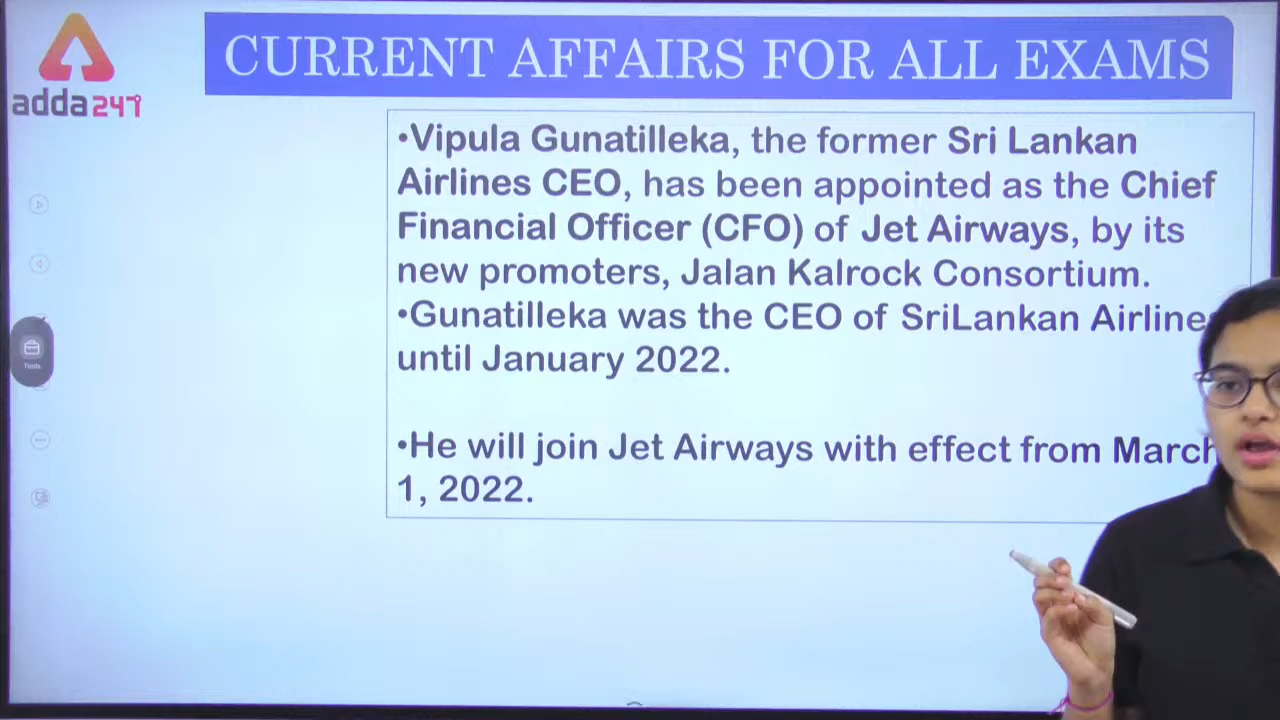 CURRENT AFFAIRS FOR ALL EXAMS
adda247
•Vipula Gunatilleka, the former Sri Lankan
Airlines CEO, has been appointed as the Chief
Financial Officer (CFO) of Jet Airways, by its
new promoters, Jalan Kalrock Consortium.
•Gunatilleka was the CEO of SriLankan Airlines
until January 2022.
•He will join Jet Airways with effect from March
1, 2022.
Tools